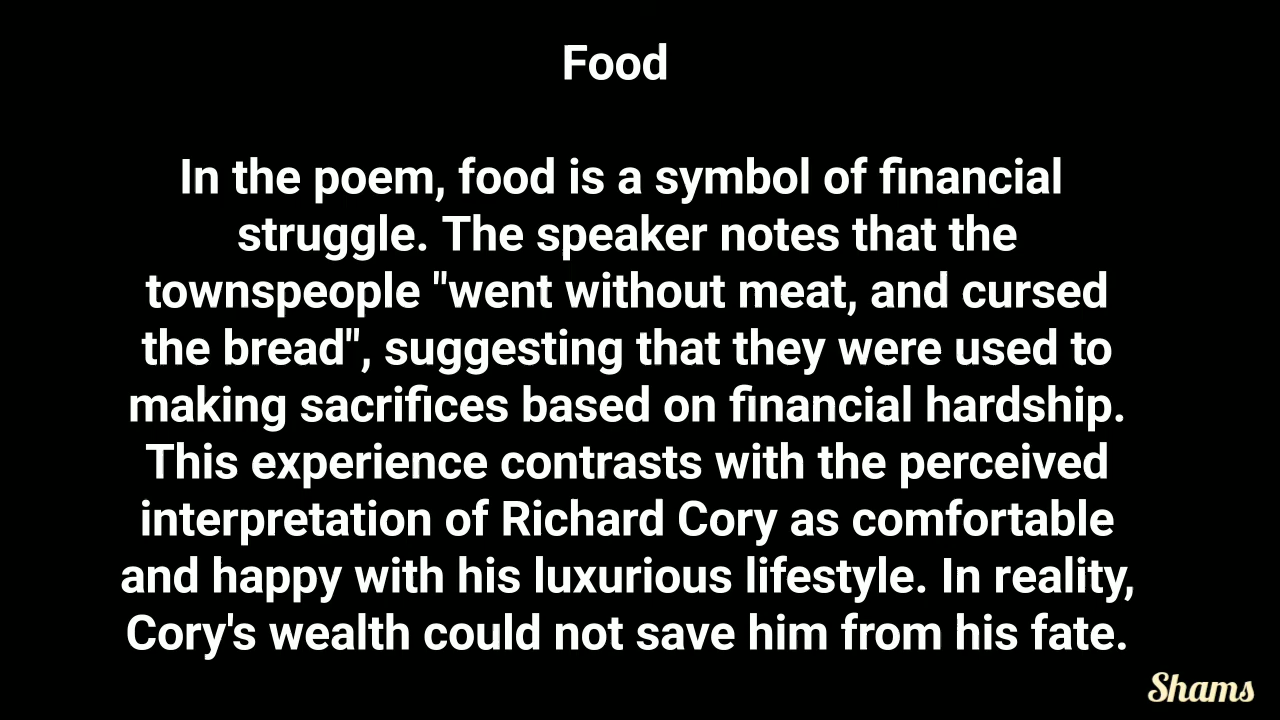 Food
In the poem, food is a symbol of financial
struggle. The speaker notes that the
townspeople "went without meat, and cursed
the bread", suggesting that they were used to
making sacrifices based on financial hardship.
This experience contrasts with the perceived
interpretation of Richard Cory as comfortable
and happy with his luxurious lifestyle. In reality,
Cory's wealth could not save him from his fate.
Shams